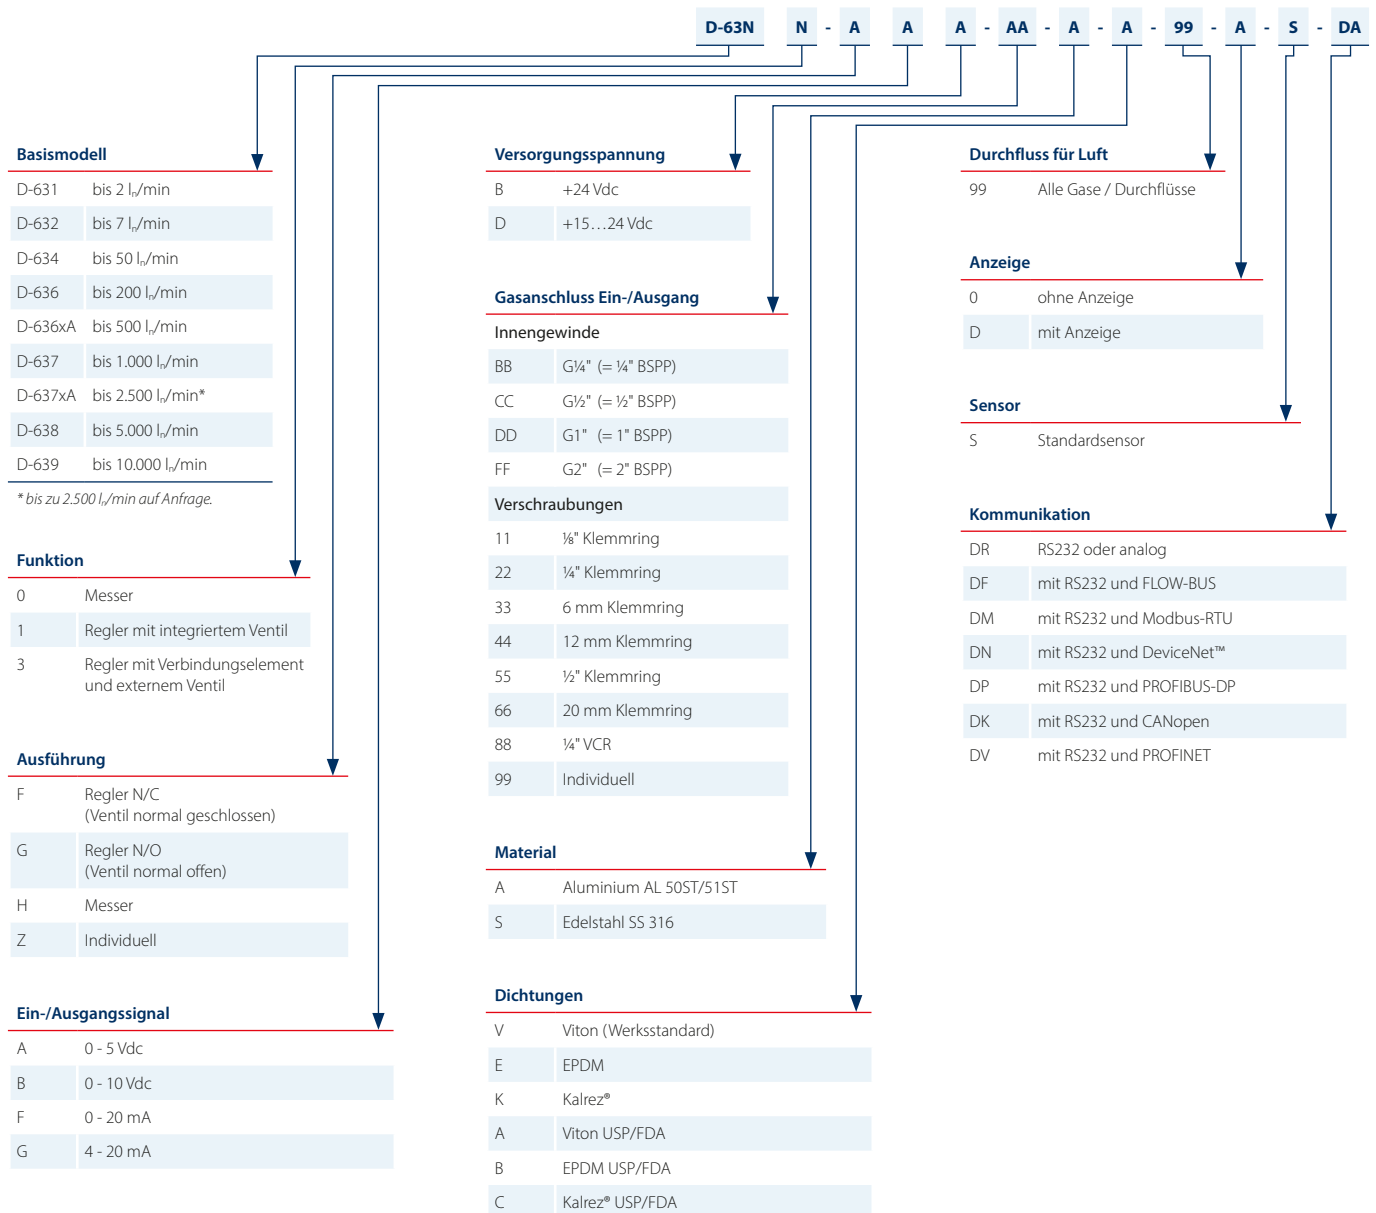 D-63N N - A A A - AA - A - A - 99 - A - S - DA
Basismodell
D-631 bis 2 lₙ/min
D-632 bis 7 lₙ/min
D-634 bis 50 lₙ/min
D-636 bis 200 lₙ/min
D-636xA bis 500 lₙ/min
D-637 bis 1.000 lₙ/min
D-637xA bis 2.500 lₙ/min*
D-638 bis 5.000 lₙ/min
D-639 bis 10.000 lₙ/min
* bis zu 2.500 lₙ/min auf Anfrage.
Funktion
0 Messer
1 Regler mit integriertem Ventil
3 Regler mit Verbindungselement
und externem Ventil
Ausführung
F Regler N/C
(Ventil normal geschlossen)
G Regler N/O
(Ventil normal offen)
H Messer
Z Individuell
Ein-/Ausgangssignal
A 0 - 5 Vdc
B 0 - 10 Vdc
F 0 - 20 mA
G 4 - 20 mA
Versorgungsspannung
B +24 Vdc
D +15…24 Vdc
Gasanschluss Ein-/Ausgang
Innengewinde
BB G¼" (= ¼" BSPP)
CC G½" (= ½" BSPP)
DD G1" (= 1" BSPP)
FF G2" (= 2" BSPP)
Verschraubungen
11 ⅛" Klemmring
22 ¼" Klemmring
33 6 mm Klemmring
44 12 mm Klemmring
55 ½" Klemmring
66 20 mm Klemmring
88 ¼" VCR
99 Individuell
Material
A Aluminium AL 50ST/51ST
S Edelstahl SS 316
Dichtungen
V Viton (Werksstandard)
E EPDM
K Kalrez®
A Viton USP/FDA
B EPDM USP/FDA
C Kalrez® USP/FDA
Durchfluss für Luft
99 Alle Gase / Durchflüsse
Anzeige
0 ohne Anzeige
D mit Anzeige
Sensor
S Standardsensor
Kommunikation
DR RS232 oder analog
DF mit RS232 und FLOW-BUS
DM mit RS232 und Modbus-RTU
DN mit RS232 und DeviceNet™
DP mit RS232 und PROFIBUS-DP
DK mit RS232 und CANopen
DV mit RS232 und PROFINET